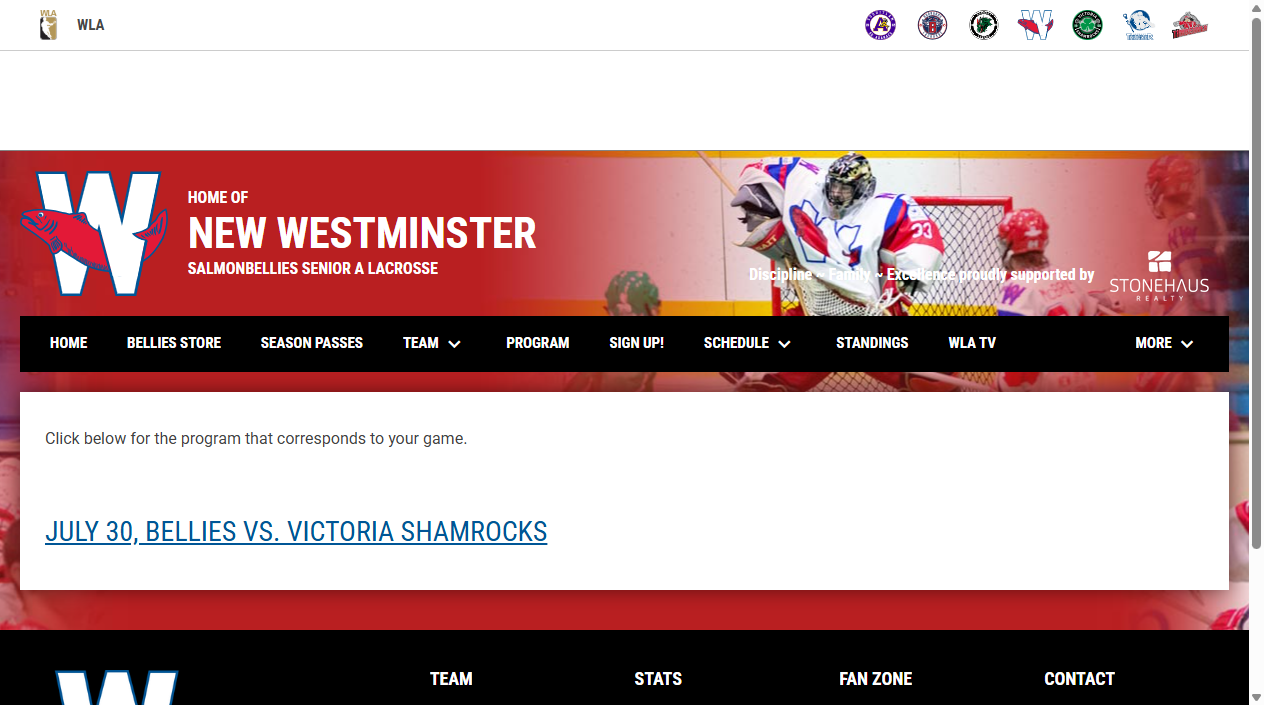 WLA
HOME OF
NEW WESTMINSTER
SALMONBELLIES SENIOR A LACROSSE
Discipline ~ Family ~ Excellence proudly supported by
STONEHAUS
REALTY
HOME
BELLIES STORE
SEASON PASSES
TEAM
PROGRAM
SIGN UP!
SCHEDULE
STANDINGS
WLA TV
MORE
Click below for the program that corresponds to your game.
JULY 30, BELLIES VS. VICTORIA SHAMROCKS
TEAM
STATS
FAN ZONE
CONTACT